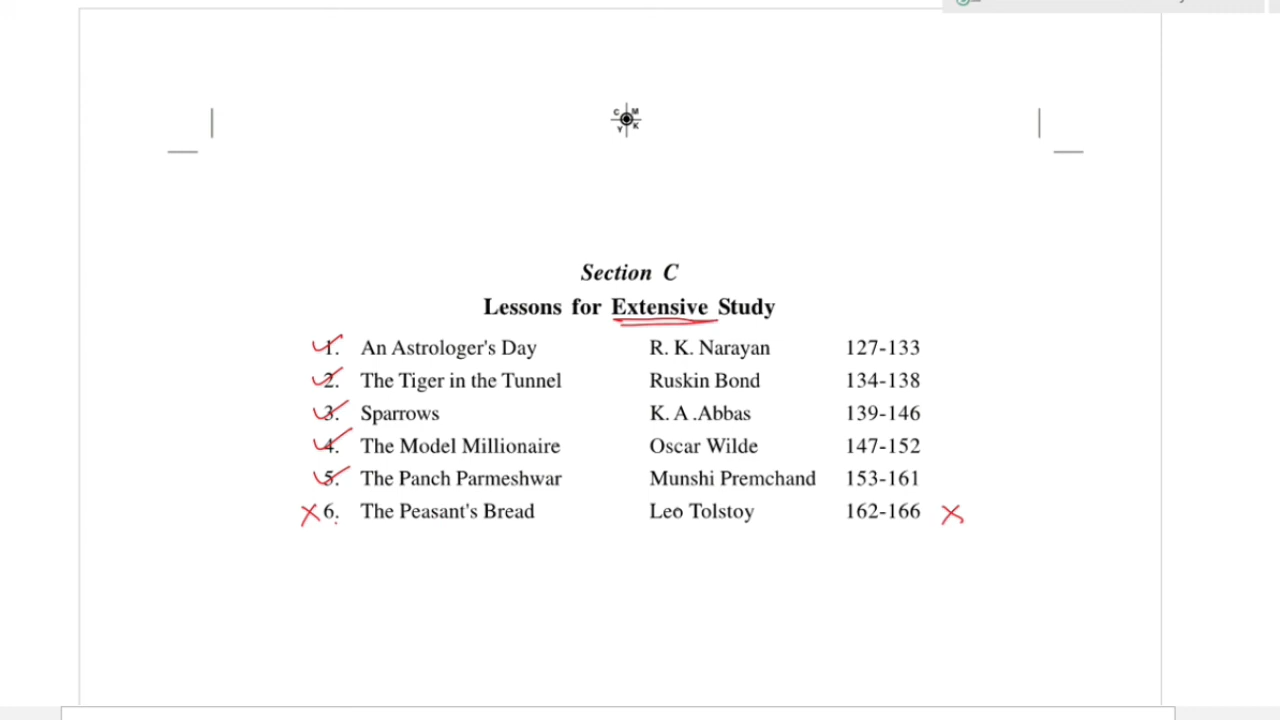 C M
Y K
Section C
Lessons for Extensive Study
1. An Astrologer's Day R. K. Narayan 127-133
2. The Tiger in the Tunnel Ruskin Bond 134-138
3. Sparrows K. A .Abbas 139-146
4. The Model Millionaire Oscar Wilde 147-152
5. The Panch Parmeshwar Munshi Premchand 153-161
6. The Peasant's Bread Leo Tolstoy 162-166